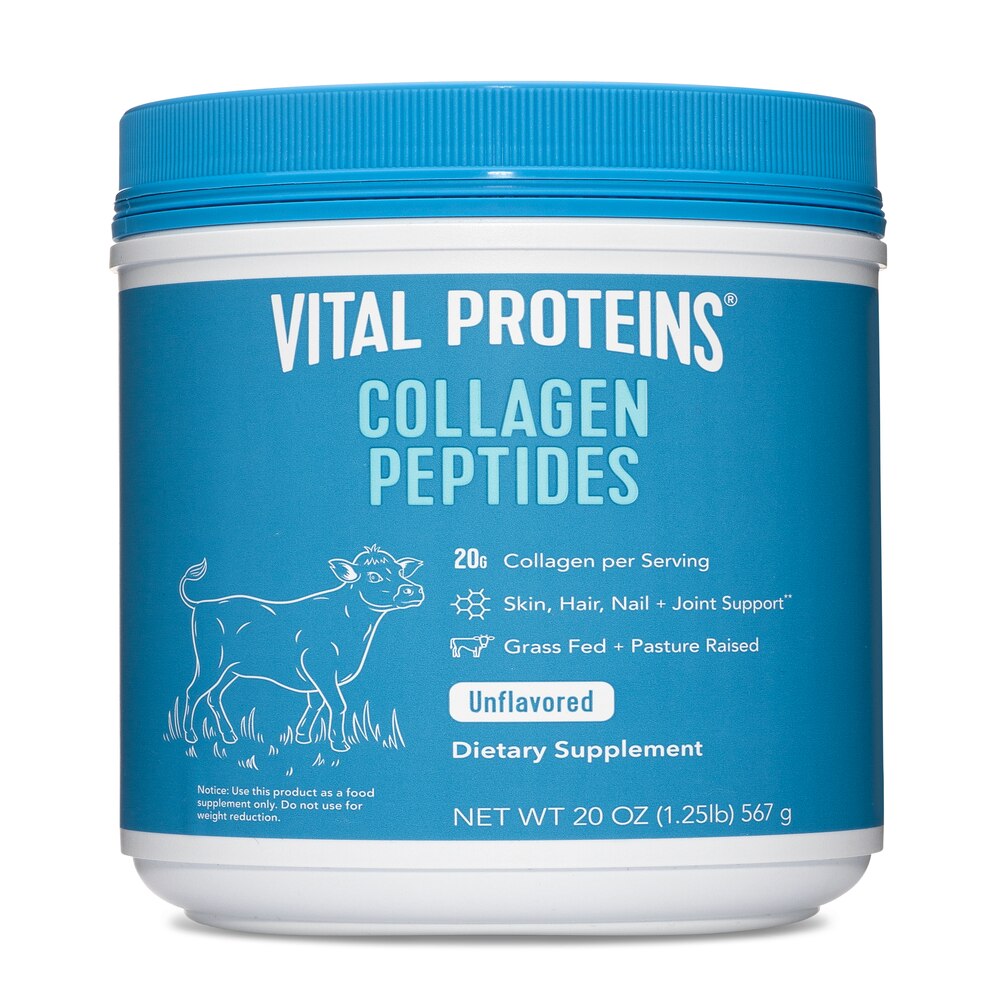 VITAL PROTEINS®
COLLAGEN
PEPTIDES
20G Collagen per Serving
Skin, Hair, Nail + Joint Support**
Grass Fed + Pasture Raised
Unflavored
Dietary Supplement
Notice: Use this product as a food
supplement only. Do not use for
weight reduction.
NET WT 20 OZ (1.25lb) 567 g